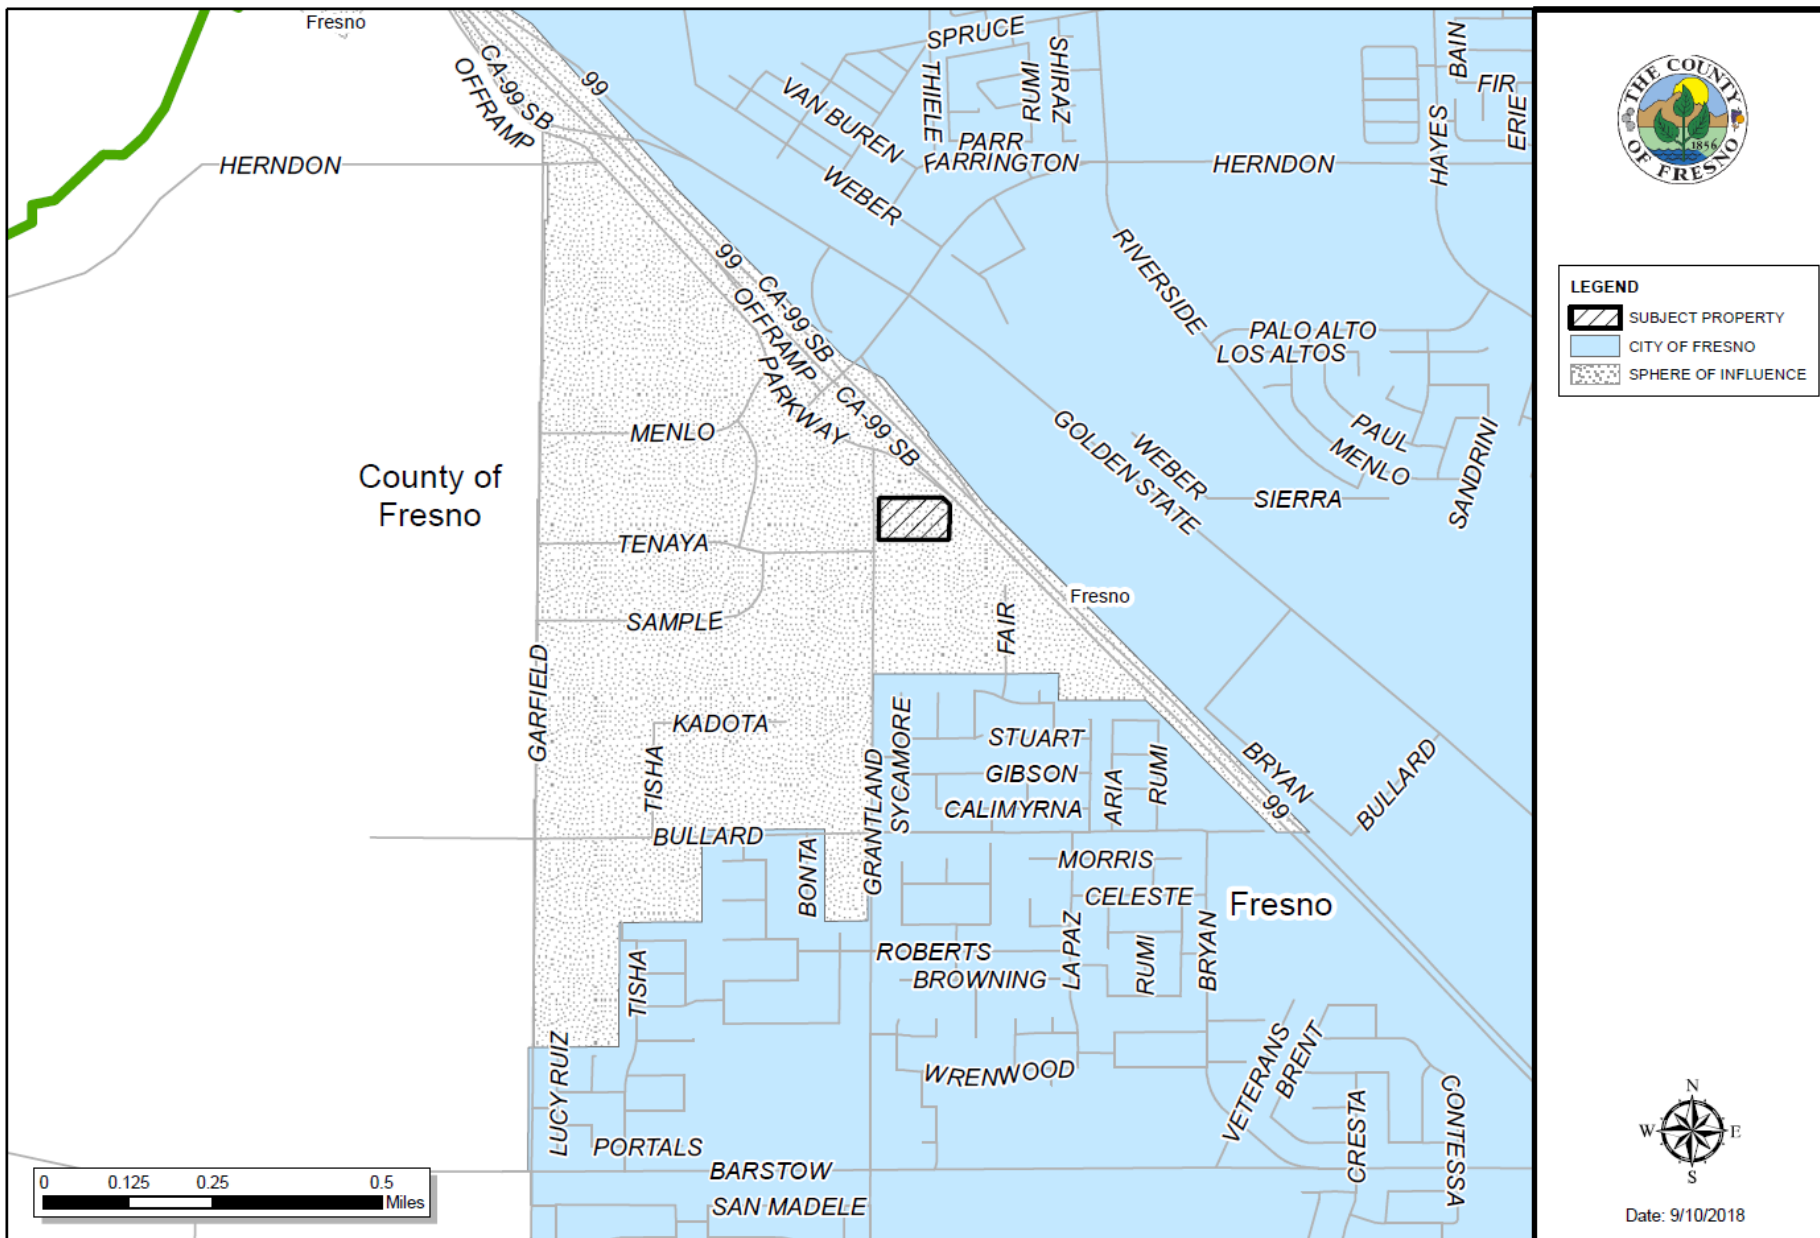 Fresno
SPRUCE
BAIN
CA-99 SB
OFFRAMP
99
THIELE
RUMI
SHIRAZ
FIR
ERIE
VAN BUREN
PARR
FARRINGTON
HERNDON
HERNDON
HAYES
WEBER
RIVERSIDE
99
CA-99 SB
OFFRAMP
PARKWAY
CA-99 SB
PALO ALTO
LOS ALTOS
PAUL
MENLO
SANDRINI
GOLDEN STATE
WEBER
SIERRA
MENLO
County of
Fresno
TENAYA
SAMPLE
GARFIELD
FAIR
Fresno
KADOTA
TISHA
SYCAMORE
GRANTLAND
STUART
GIBSON
CALIMYRNA
ARIA
RUMI
BRYAN
99
BULLARD
BULLARD
BONTA
MORRIS
CELESTE
Fresno
ROBERTS
BROWNING
LA PAZ
RUMI
BRYAN
TISHA
LUCY RUIZ
WRENWOOD
VETERANS
BRENT
CRESTA
CONTESSA
PORTALS
BARSTOW
SAN MADELE
0 0.125 0.25 0.5
Miles
THE COUNTY
OF FRESNO
1856
LEGEND
SUBJECT PROPERTY
CITY OF FRESNO
SPHERE OF INFLUENCE
N
W E
S
Date: 9/10/2018